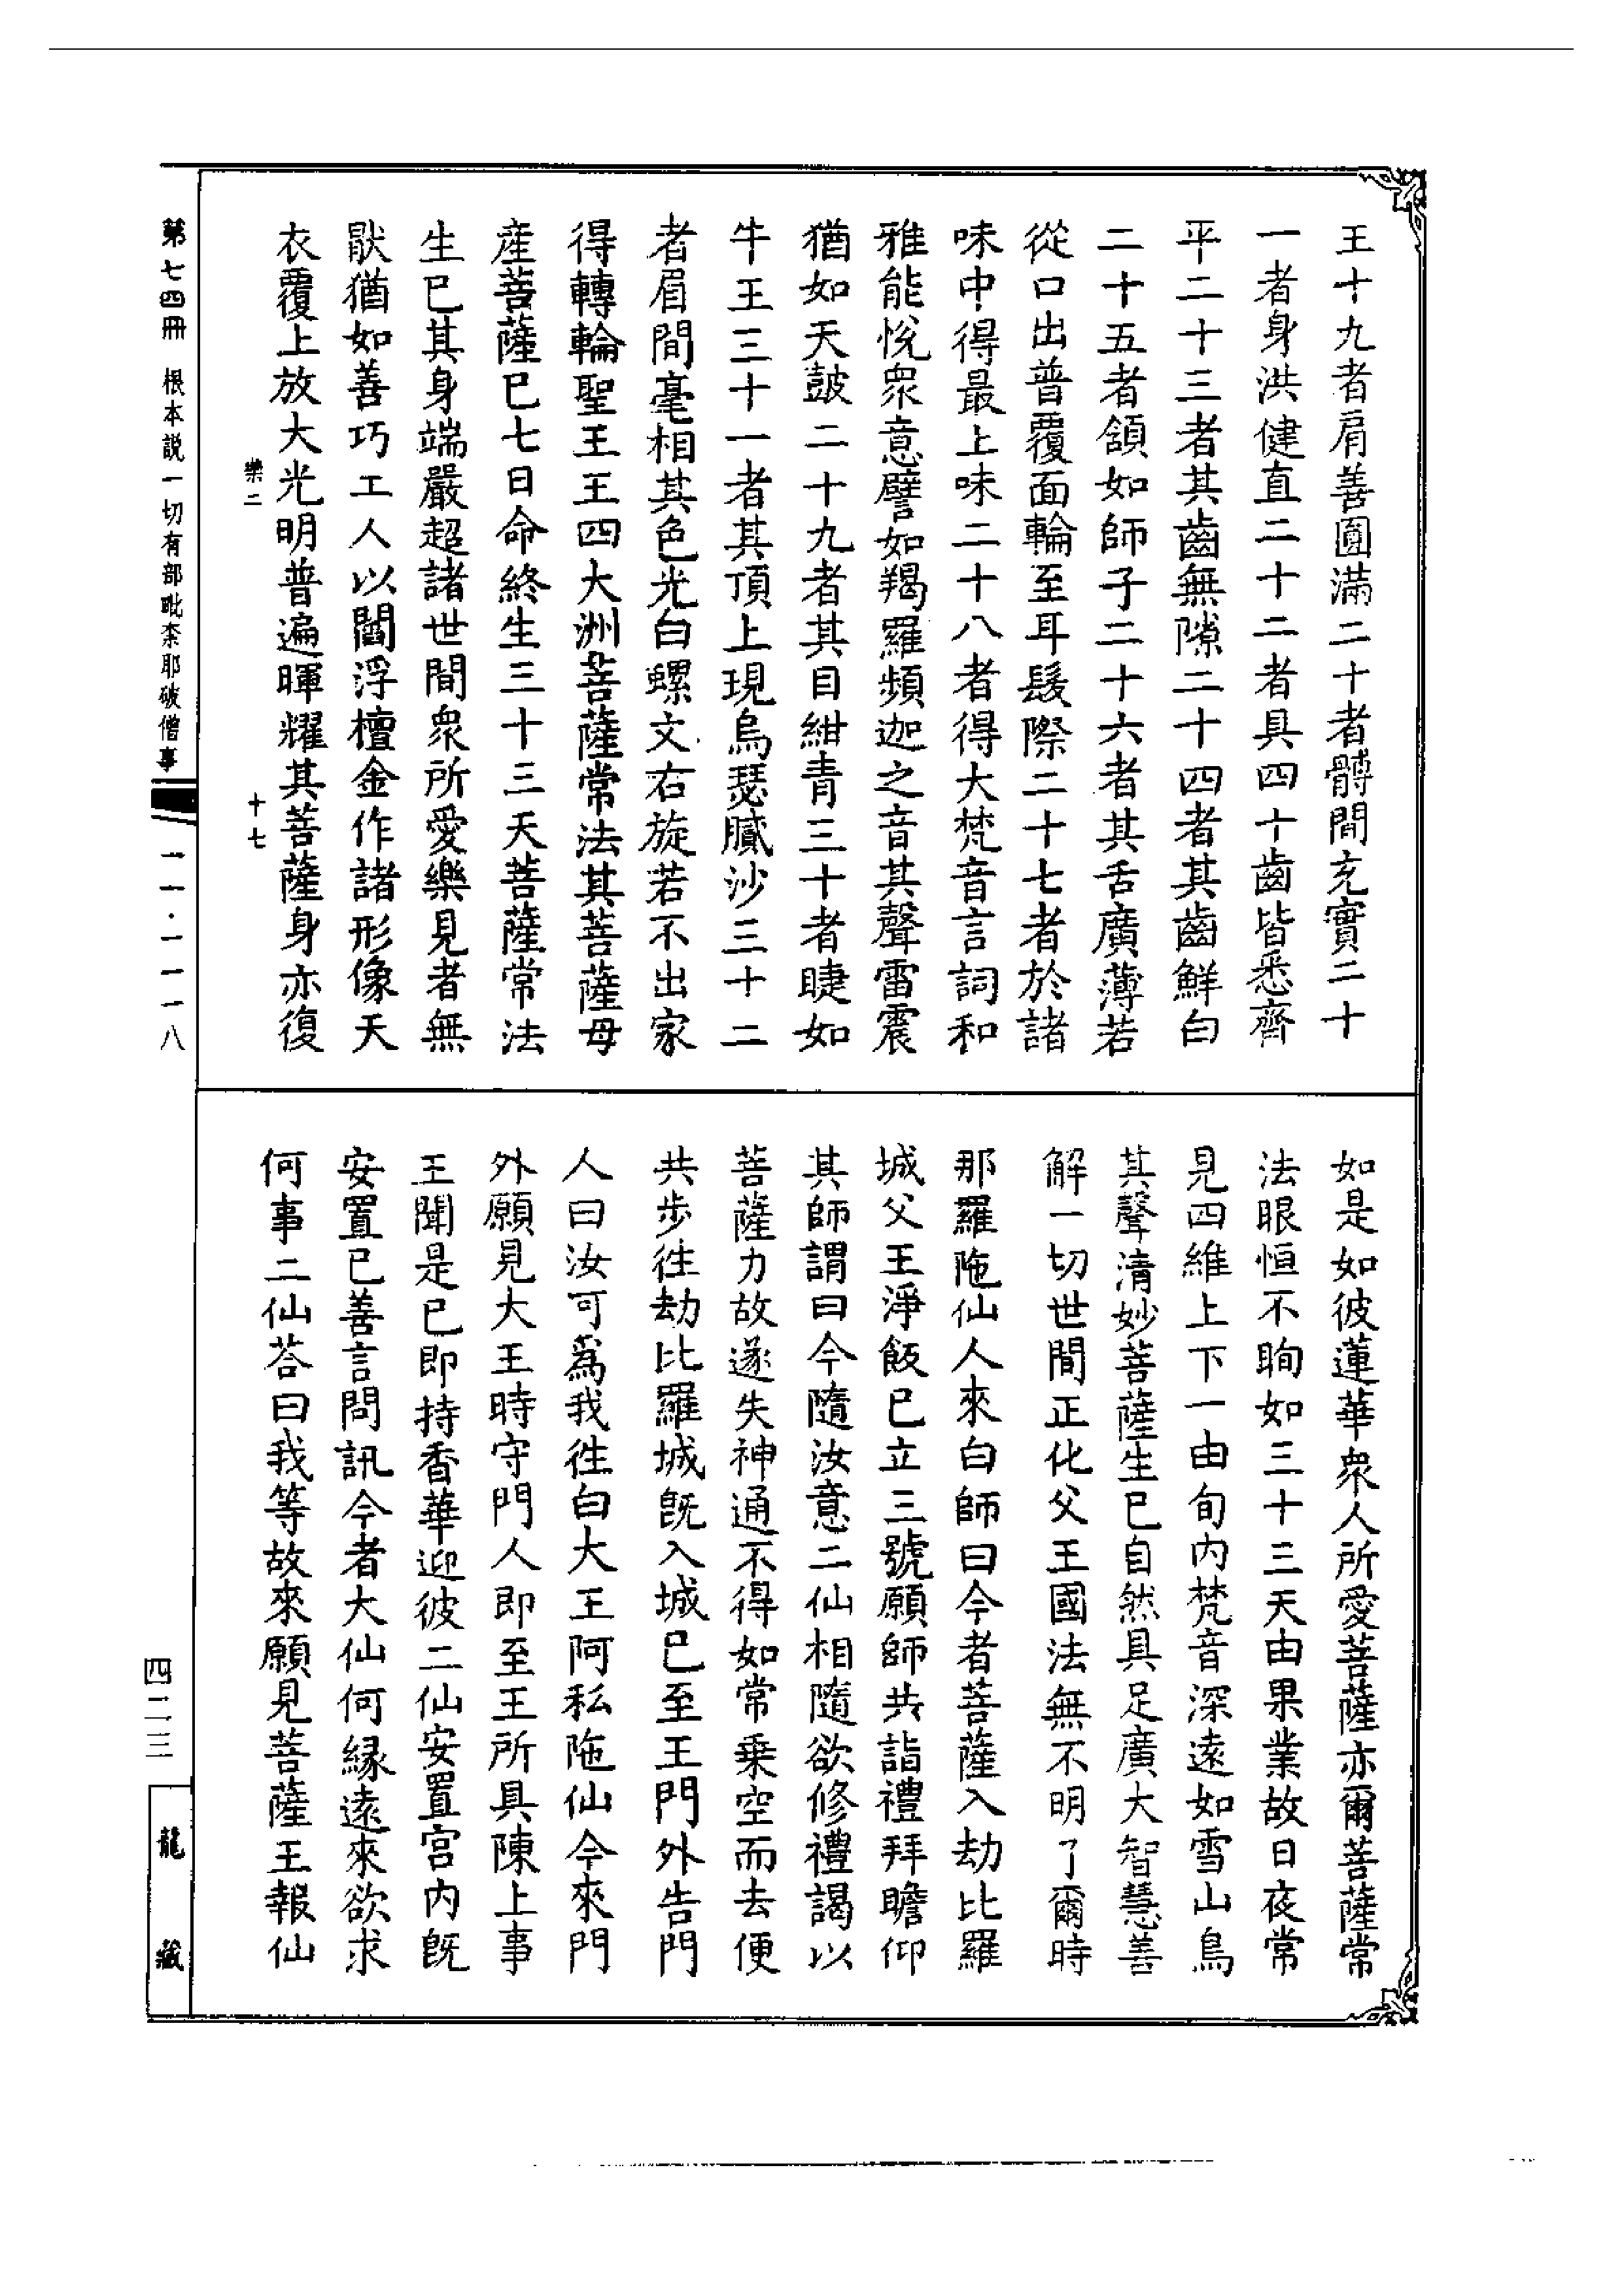 王十九者肩善圓滿二十者髆間充實二十
一者身洪健直二十二者具四十齒皆悉齊
平二十三者其齒無隙二十四者其齒鮮白
二十五者頷如師子二十六者其舌廣薄若
從口出普覆面輪至耳髮際二十七者於諸
味中得最上味二十八者得大梵音言詞和
雅能悅衆意譬如羯羅頻迦之音其聲雷震
猶如天鼓二十九者其目紺青三十者睫如
牛王三十一者其頂上現烏瑟膩沙三十二
者眉間毫相其色光白螺文右旋若不出家
得轉輪聖王王四大洲菩薩常法其菩薩母
産菩薩已七日命終生三十三天菩薩常法
生已其身端嚴超諸世間衆所愛樂見者無
猒猶如善巧工人以閻浮檀金作諸形像天
衣覆上放大光明普遍暉耀其菩薩身亦復
樂二 十七
如是如彼蓮華衆人所愛菩薩亦爾菩薩常
法眼恒不眴如三十三天由果業故日夜常
見四維上下一由旬内梵音深遠如雪山鳥
其聲清妙菩薩生已自然具足廣大智慧善
解一切世間正化父王國法無不明了爾時
那羅陁仙人來白師曰今者菩薩入劫比羅
城父王淨飯已立三號願師共詣禮拜瞻仰
其師謂曰今隨汝意二仙相隨欲修禮謁以
菩薩力故遂失神通不得如常乗空而去便
共步徃劫比羅城旣入城已至王門外告門
人曰汝可爲我徃白大王阿私陁仙今來門
外願見大王時守門人即至王所具陳上事
王聞是已即持香華迎彼二仙安置宫内旣
安置已善言問訊今者大仙何縁遠來欲求
何事二仙荅曰我等故來願見菩薩王報仙
第七四冊 根本説一切有部毗奈耶破僧事 一一·一一一八
四二三
龍藏